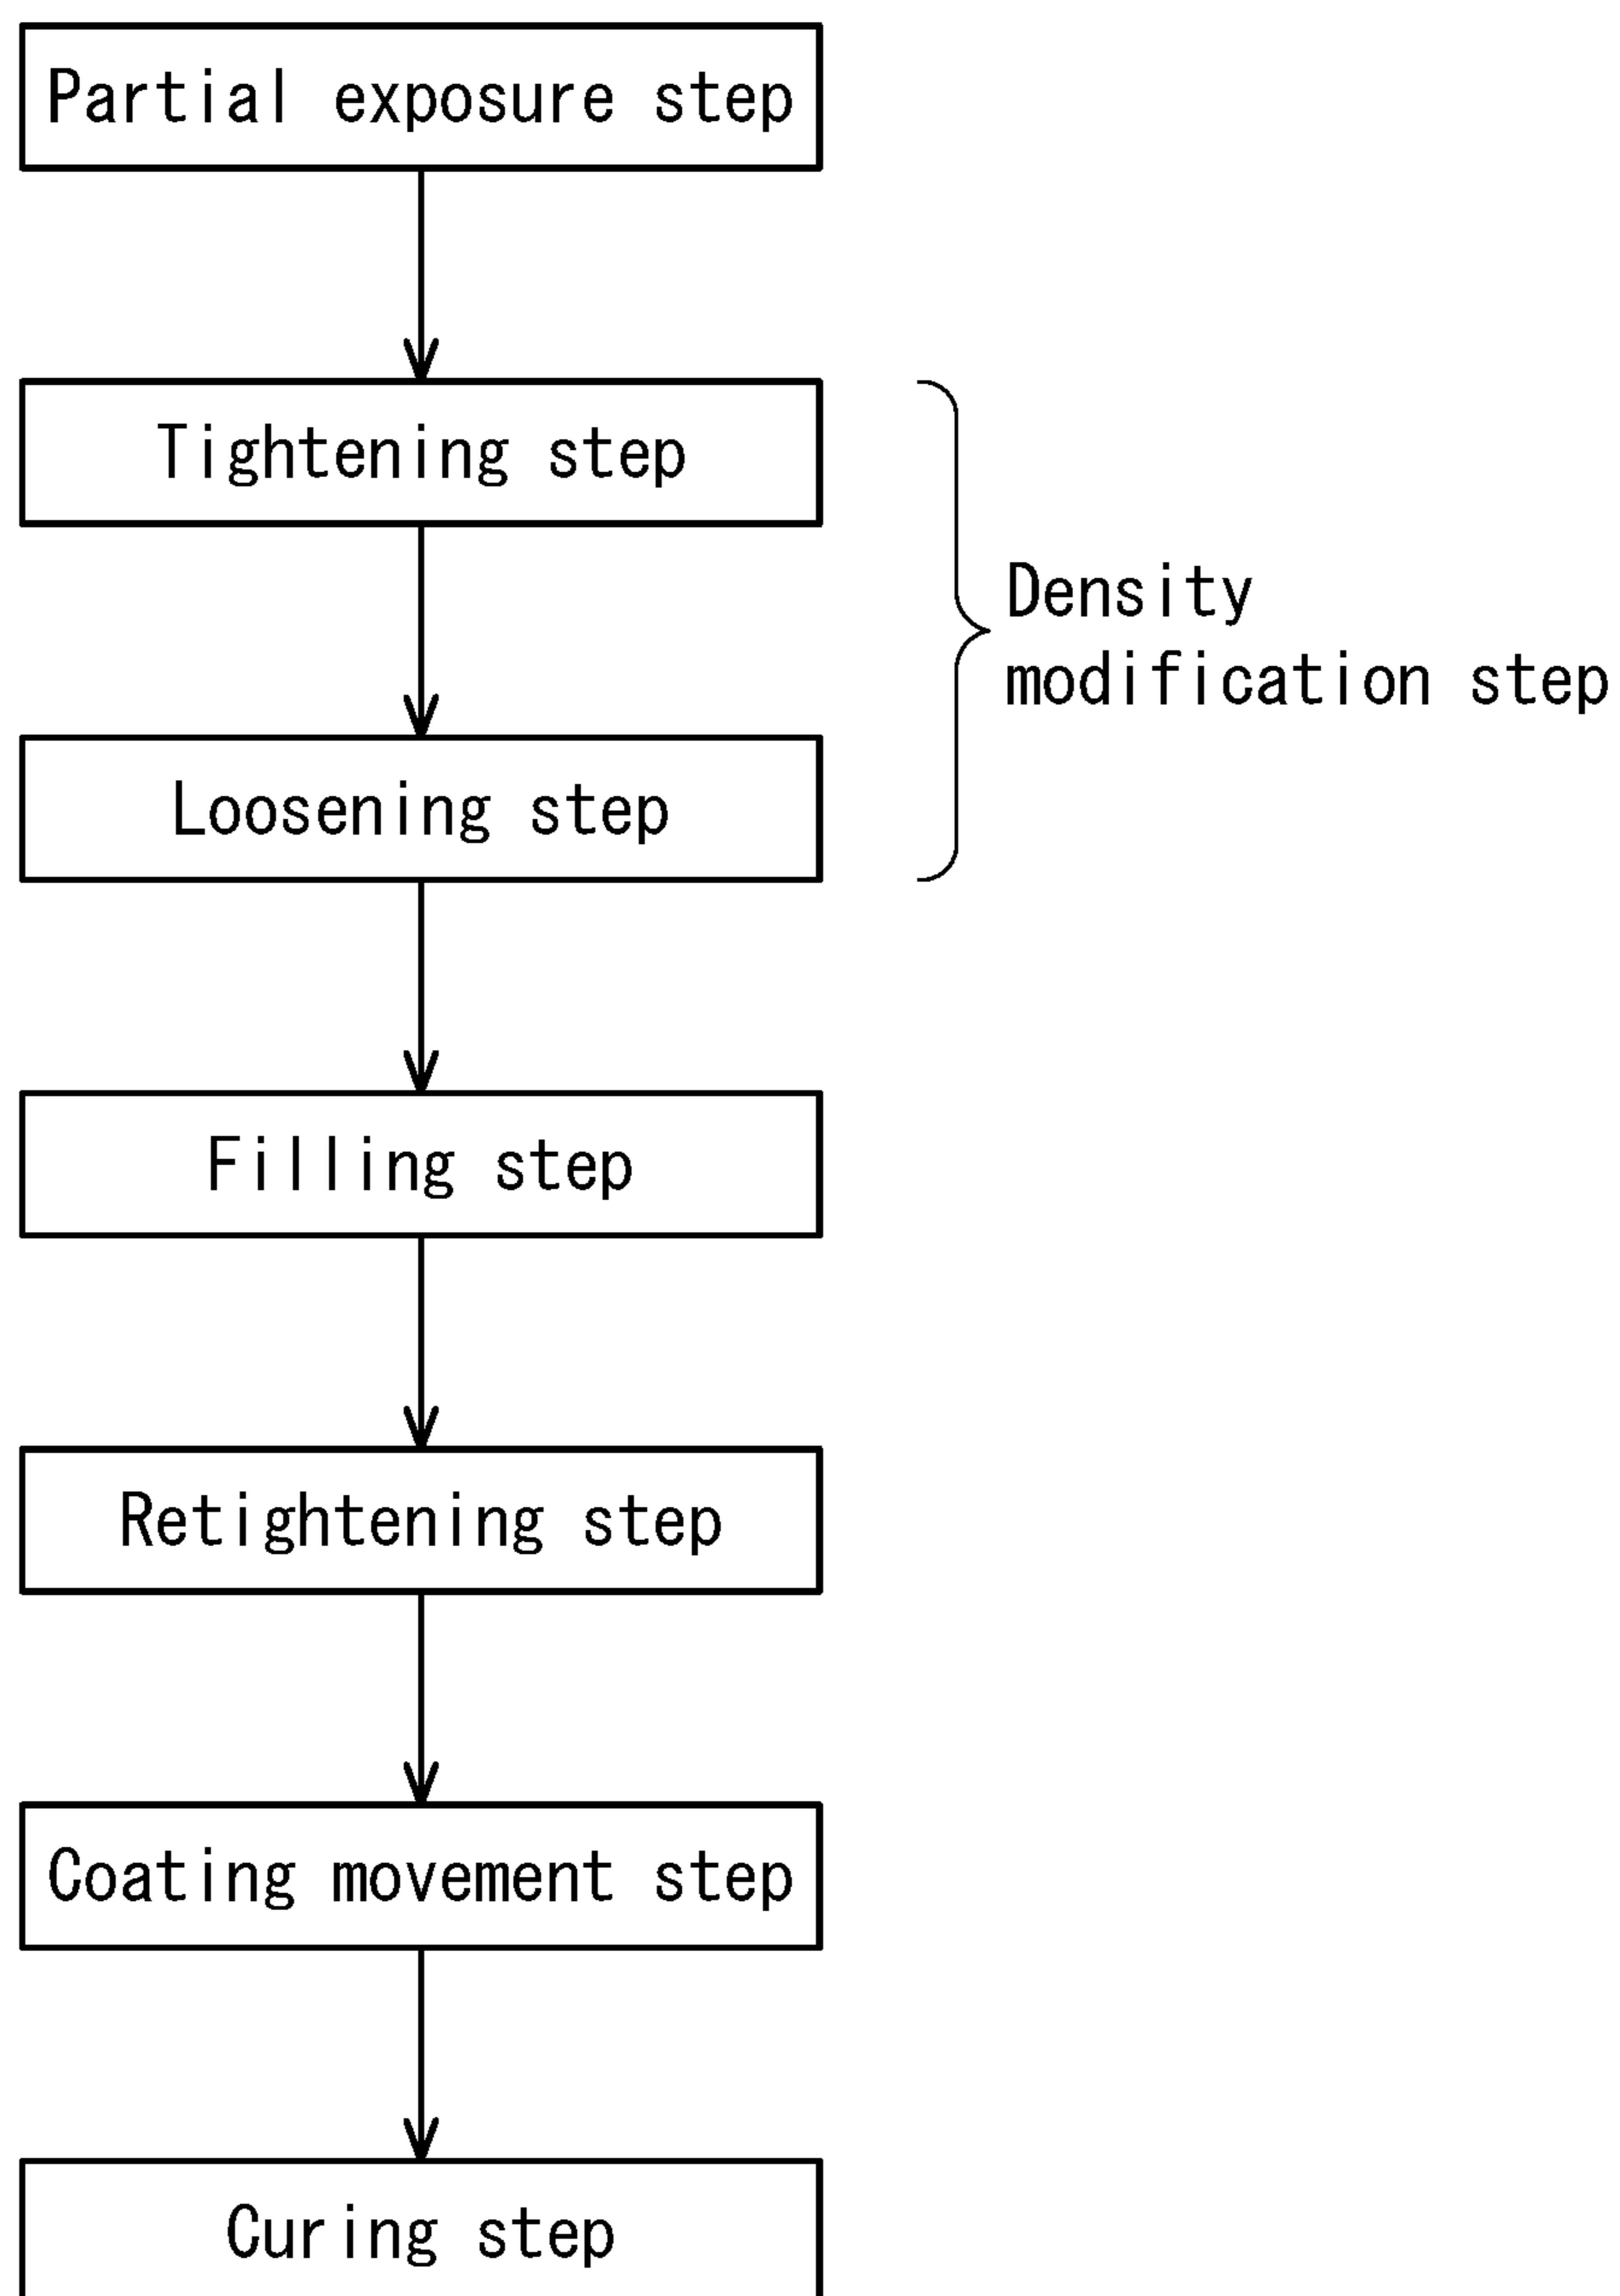 Partial exposure step
Tightening step
Density
modification step
Loosening step
Filling step
Retightening step
Coating movement step
Curing step